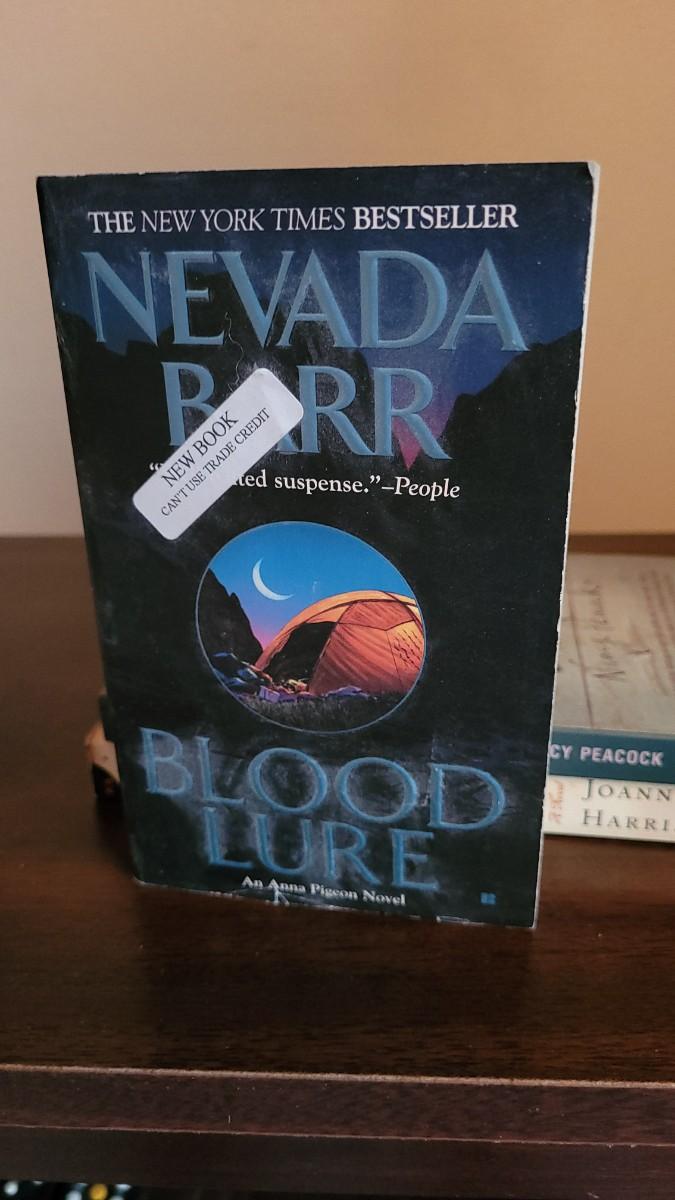 THE NEW YORK TIMES BESTSELLER
NEVADA
BARR
NEW BOOK
CAN'T USE TRADE CREDIT
suspense."–People
BLOOD
LURE
An Anna Pigeon Novel
CY PEACOCK
A Novel
JOANN
HARRI